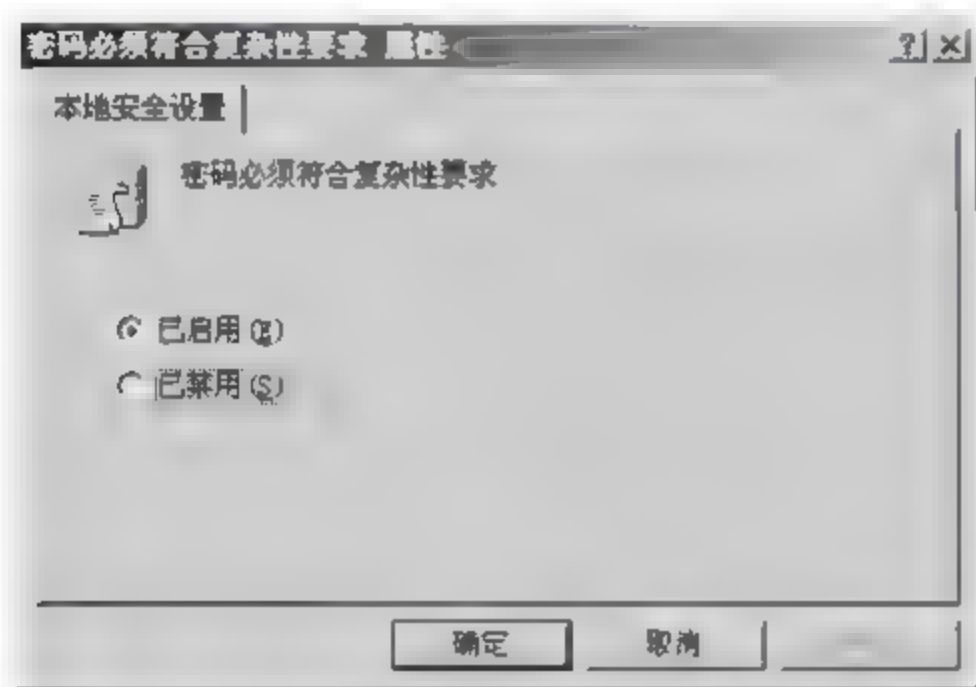 密码必须符合复杂性要求 属性
本地安全设置
密码必须符合复杂性要求
已启用(E)
已禁用(S)
确定 取消